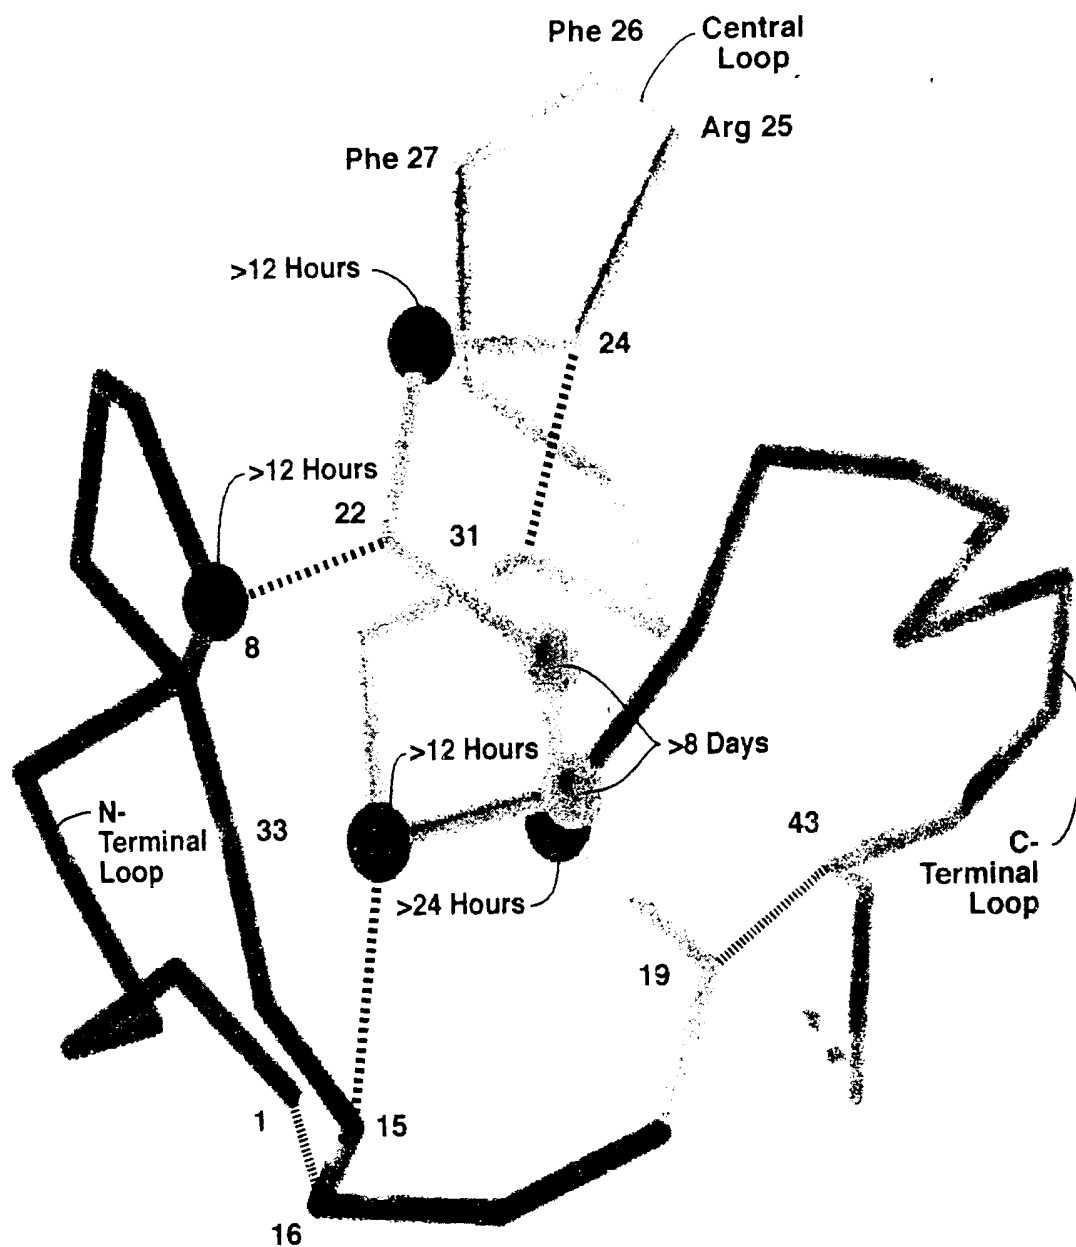 Phe 26
Central
Loop
Arg 25
Phe 27
>12 Hours
24
>12 Hours
22
31
8
>12 Hours
>8 Days
N-
Terminal
Loop
33
43
C-
Terminal
Loop
>24 Hours
19
1
15
16